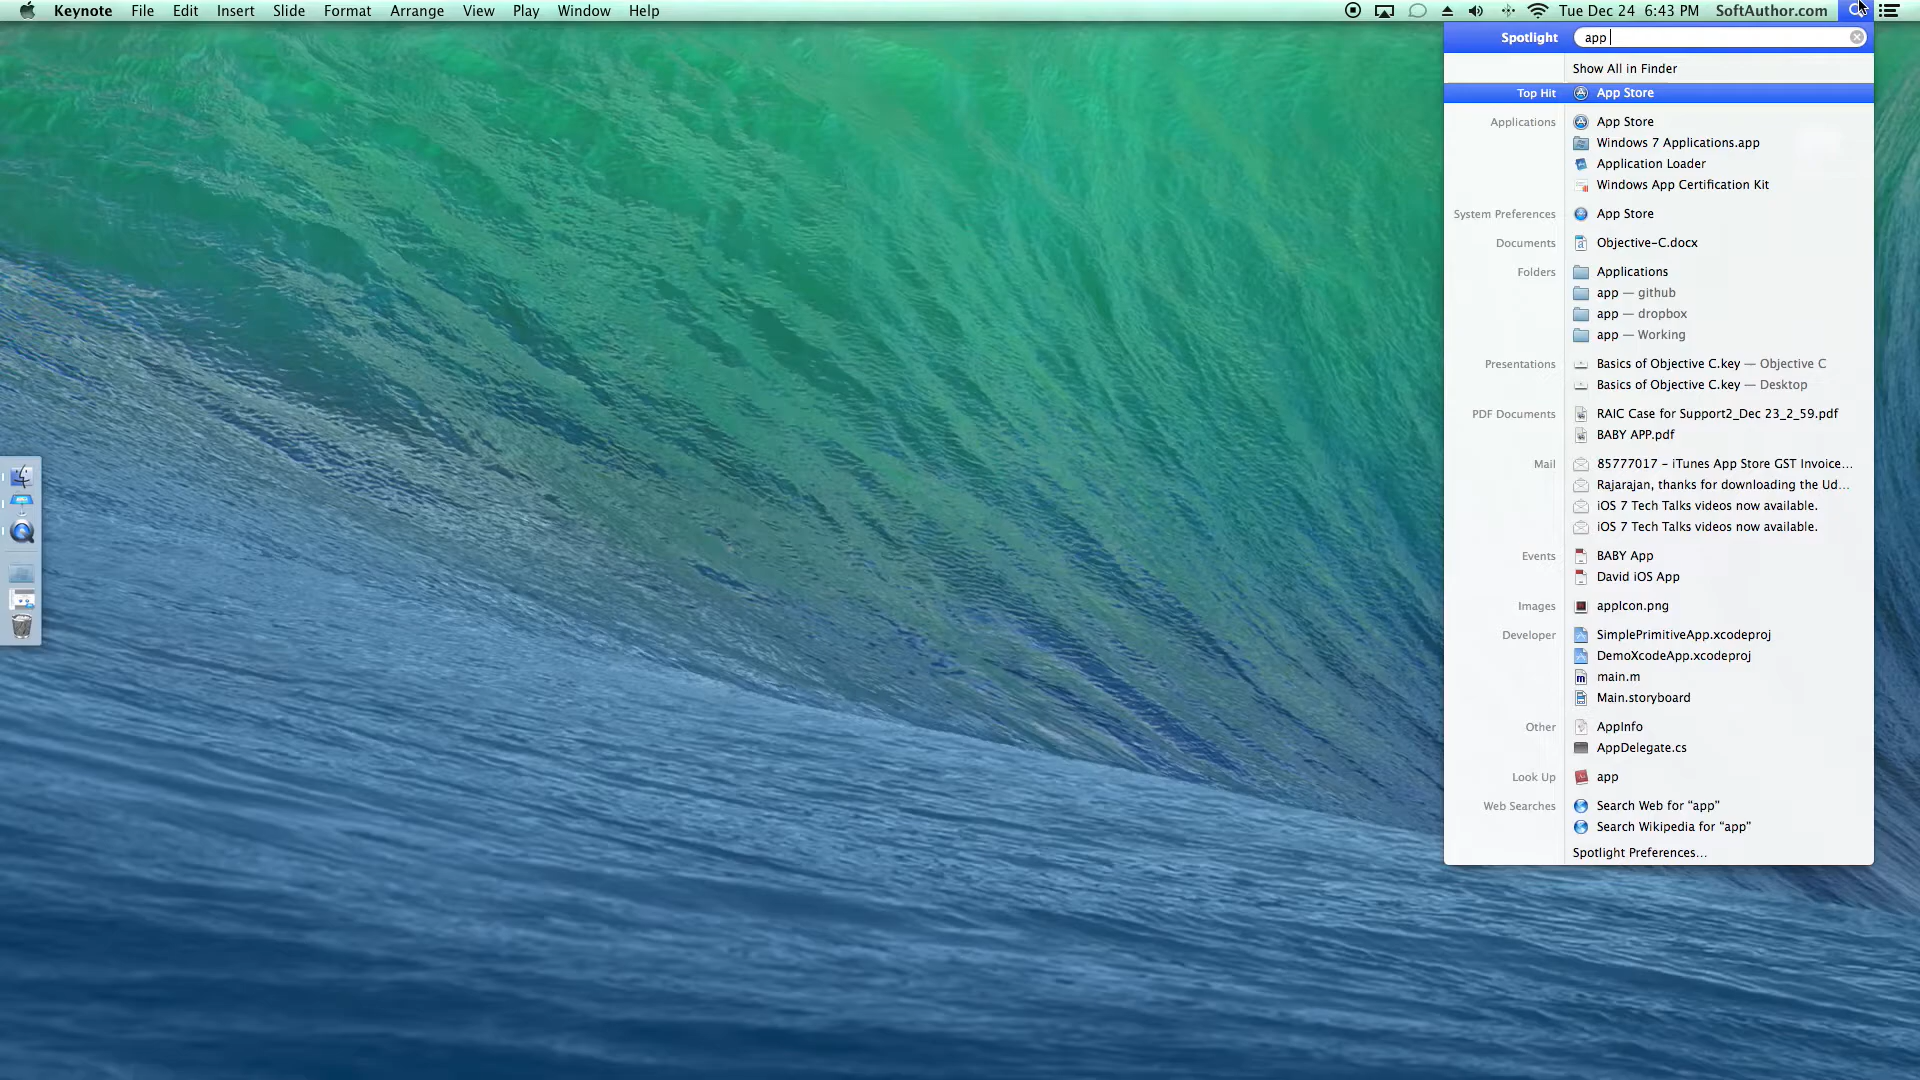 Keynote File Edit Insert Slide Format Arrange View Play Window Help Tue Dec 24 6:43 PM SoftAuthor.com
Spotlight app
Show All in Finder
Top Hit App Store
Applications App Store
Windows 7 Applications.app
Application Loader
Windows App Certification Kit
System Preferences App Store
Documents Objective-C.docx
Folders Applications
app — github
app — dropbox
app — Working
Presentations Basics of Objective C.key — Objective C
Basics of Objective C.key — Desktop
PDF Documents RAIC Case for Support2_Dec 23_2_59.pdf
BABY APP.pdf
Mail 85777017 - iTunes App Store GST Invoice...
Rajarajan, thanks for downloading the Ud...
iOS 7 Tech Talks videos now available.
iOS 7 Tech Talks videos now available.
Events BABY App
David iOS App
Images appIcon.png
Developer SimplePrimitiveApp.xcodeproj
DemoXcodeApp.xcodeproj
main.m
Main.storyboard
Other AppInfo
AppDelegate.cs
Look Up app
Web Searches Search Web for “app”
Search Wikipedia for “app”
Spotlight Preferences...